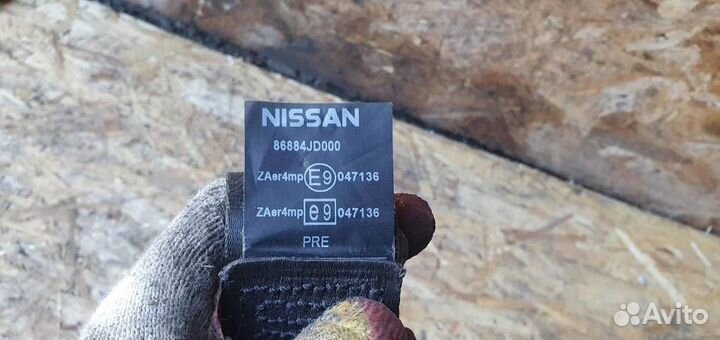 NISSAN
86884JD000
ZAer4mp E9 047136
ZAer4mp e9 047136
PRE
Avito